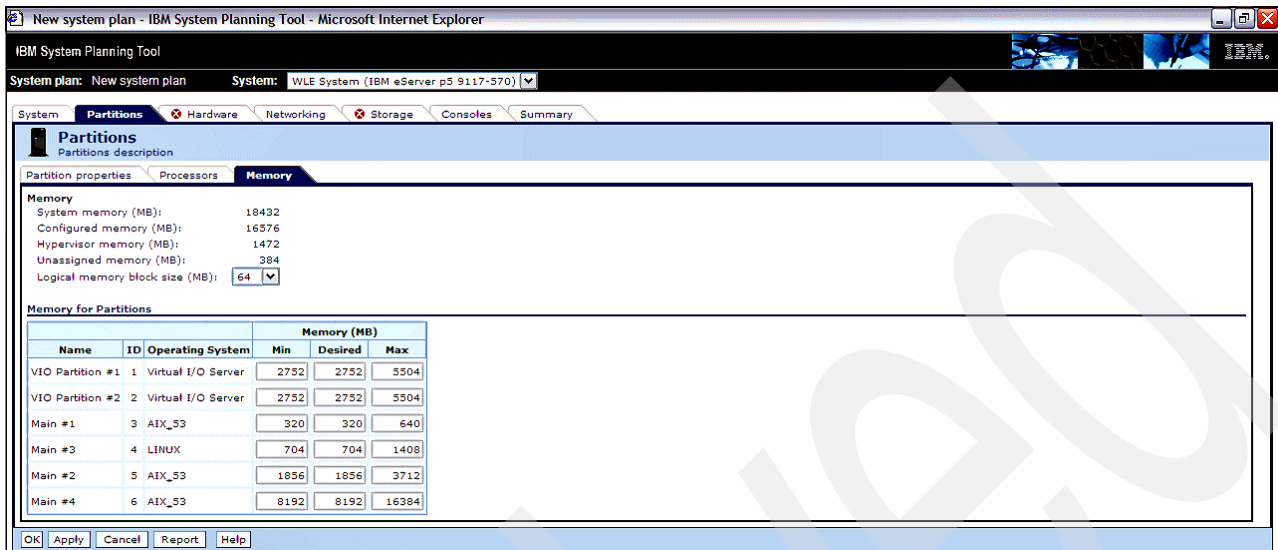 New system plan - IBM System Planning Tool - Microsoft Internet Explorer
IBM System Planning Tool
IBM.
System plan: New system plan System: WLE System (IBM eServer p5 9117-570)
System Partitions Hardware Networking Storage Consoles Summary
Partitions
Partitions description
Partition properties Processors Memory
Memory
System memory (MB): 18432
Configured memory (MB): 16576
Hypervisor memory (MB): 1472
Unassigned memory (MB): 384
Logical memory block size (MB): 64
Memory for Partitions
Memory (MB)
Name ID Operating System Min Desired Max
VIO Partition #1 1 Virtual I/O Server 2752 2752 5504
VIO Partition #2 2 Virtual I/O Server 2752 2752 5504
Main #1 3 AIX_53 320 320 640
Main #3 4 LINUX 704 704 1408
Main #2 5 AIX_53 1856 1856 3712
Main #4 6 AIX_53 8192 8192 16384
OK Apply Cancel Report Help